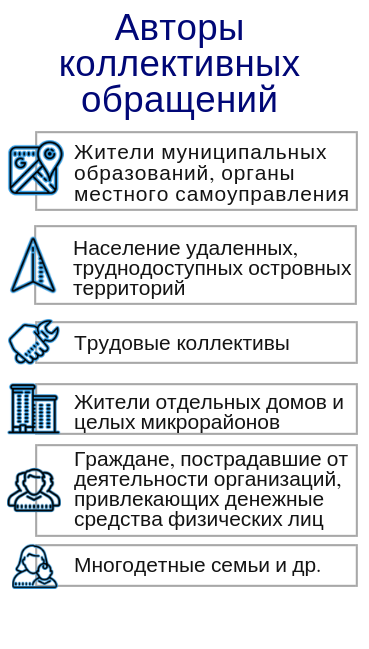 Авторы
коллективных
обращений
Жители муниципальных
образований, органы
местного самоуправления
Население удаленных,
труднодоступных островных
территорий
Трудовые коллективы
Жители отдельных домов и
целых микрорайонов
Граждане, пострадавшие от
деятельности организаций,
привлекающих денежные
средства физических лиц
Многодетные семьи и др.